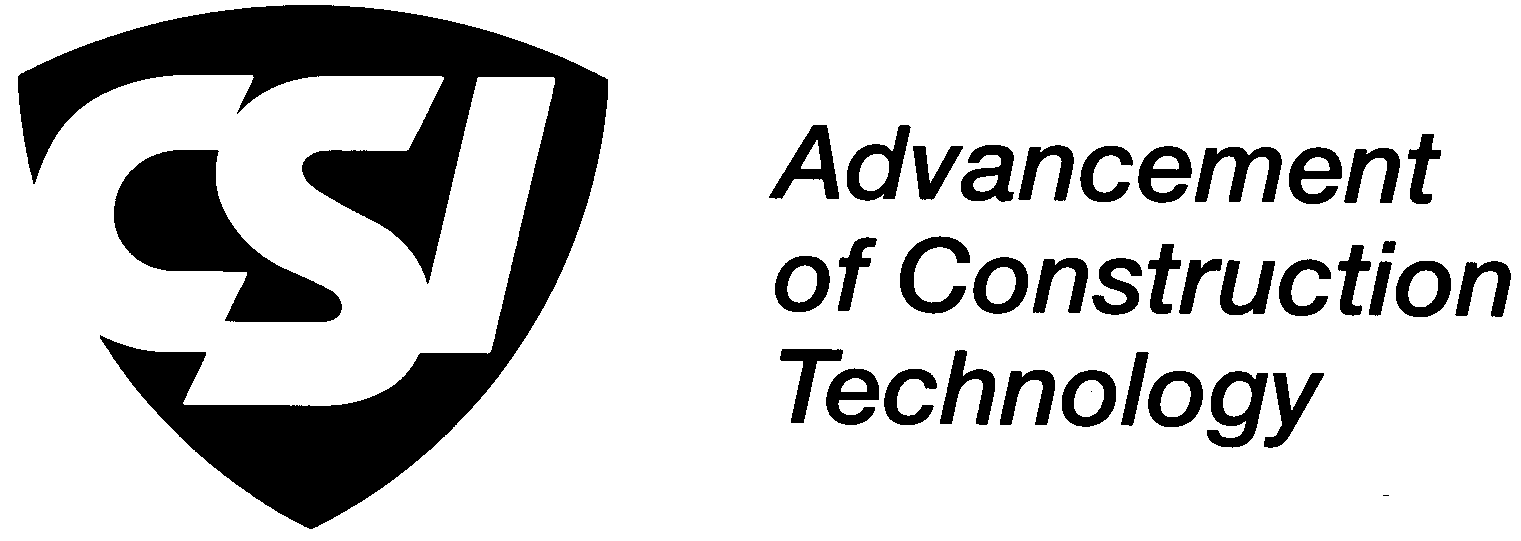 CSI
Advancement
of Construction
Technology